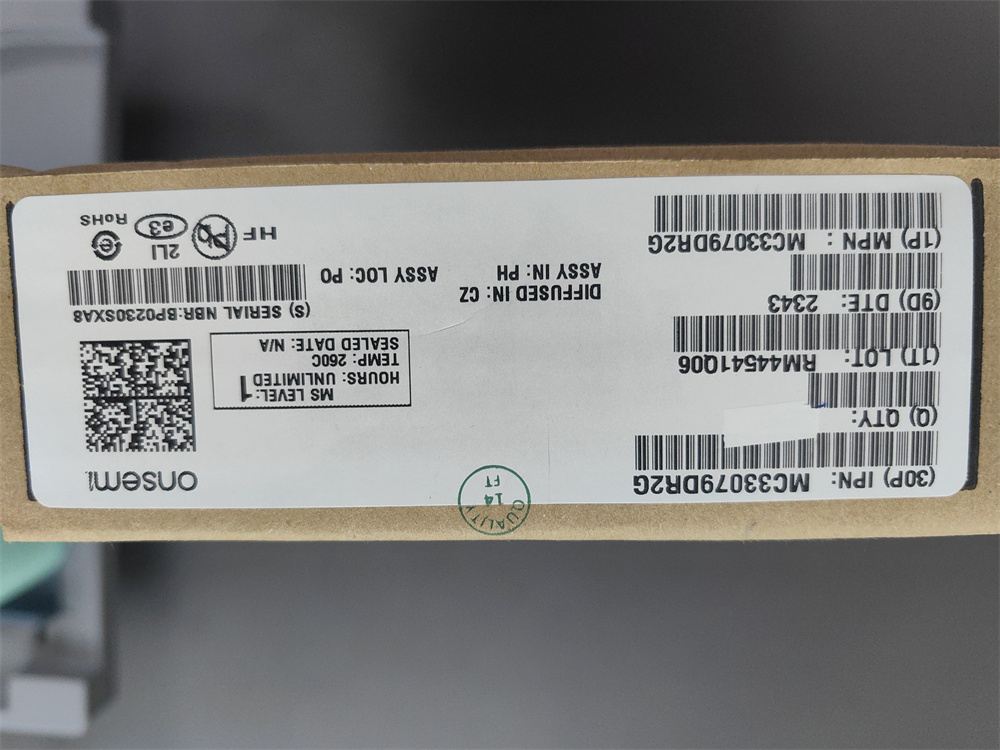 (30P) IPN: MC33079DR2G
(Q) QTY:
(1T) LOT: RM44541Q06
(9D) DTE: 2343
(1P) MPN: MC33079DR2G
QUALITY
14
FT
DIFFUSED IN: CZ
ASSY IN: PH
ASSY LOC: PO
onsemi
MS LEVEL: 1
HOURS: UNLIMITED
TEMP: 260C
SEALED DATE: N/A
(S) SERIAL NBR:BP0230SXA8
HF
Pb
2LI
e3
e
RoHS